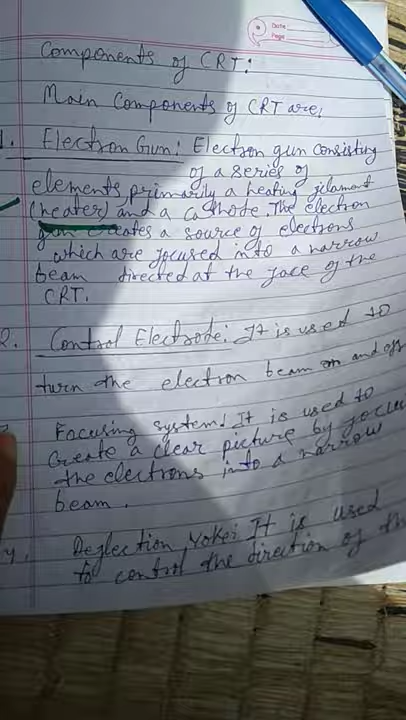 Date
Page
Components of CRT:
Main Components of CRT are,
1. Electron Gun: Electron gun consisting
of a series of
elements, primarily a heating filament
(heater) and a cathode. The electron
gun creates a source of electrons
which are focused into a narrow
beam directed at the face of the
CRT.
2. Control Electrode: It is used to
turn the electron beam on and off
Focusing system: It is used to
Create a clear picture by focus
the electrons into a narrow
beam.
4. Deflection Yoke: It is used
to control the direction of the